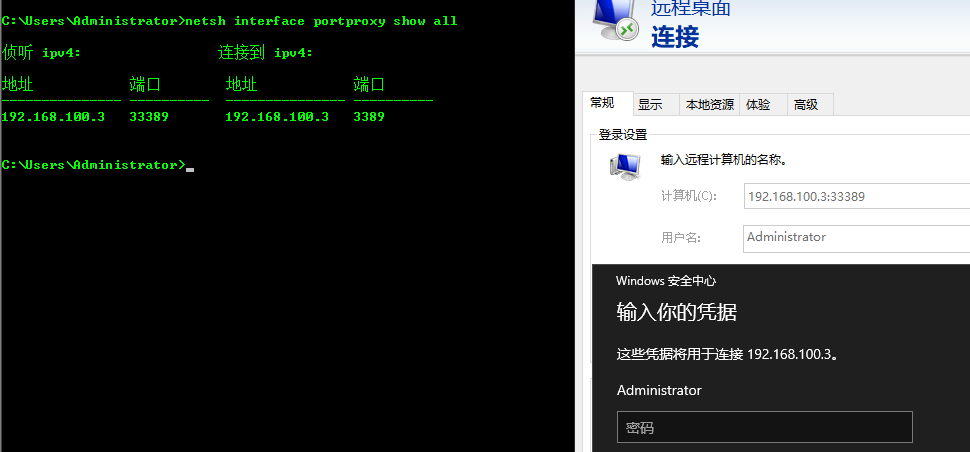 C:\Users\Administrator>netsh interface portproxy show all
侦听 ipv4:                 连接到 ipv4:
地址            端口        地址            端口
--------------- ----------  --------------- ----------
192.168.100.3   33389       192.168.100.3   3389
C:\Users\Administrator>
远程桌面
连接
常规 显示 本地资源 体验 高级
登录设置
输入远程计算机的名称。
计算机(C): 192.168.100.3:33389
用户名: Administrator
Windows 安全中心
输入你的凭据
这些凭据将用于连接 192.168.100.3。
Administrator
密码